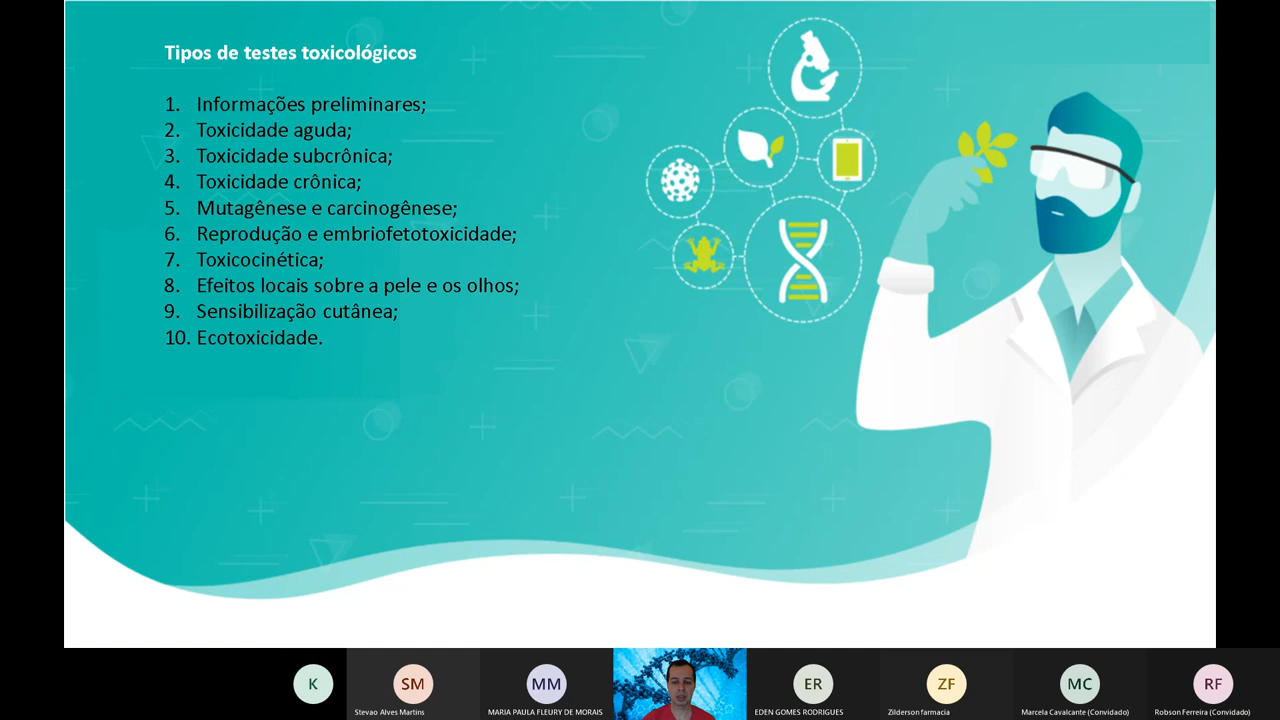 Tipos de testes toxicológicos
1. Informações preliminares;
2. Toxicidade aguda;
3. Toxicidade subcrônica;
4. Toxicidade crônica;
5. Mutagênese e carcinogênese;
6. Reprodução e embriofetotoxicidade;
7. Toxicocinética;
8. Efeitos locais sobre a pele e os olhos;
9. Sensibilização cutânea;
10. Ecotoxicidade.
K
SM
MM
ER
ZF
MC
RF
Stevao Alves Martins
MARIA PAULA FLEURY DE MORAIS
EDEN GOMES RODRIGUES
Zilderson farmacia
Marcela Cavalcante (Convidado)
Robson Ferreira (Convidado)